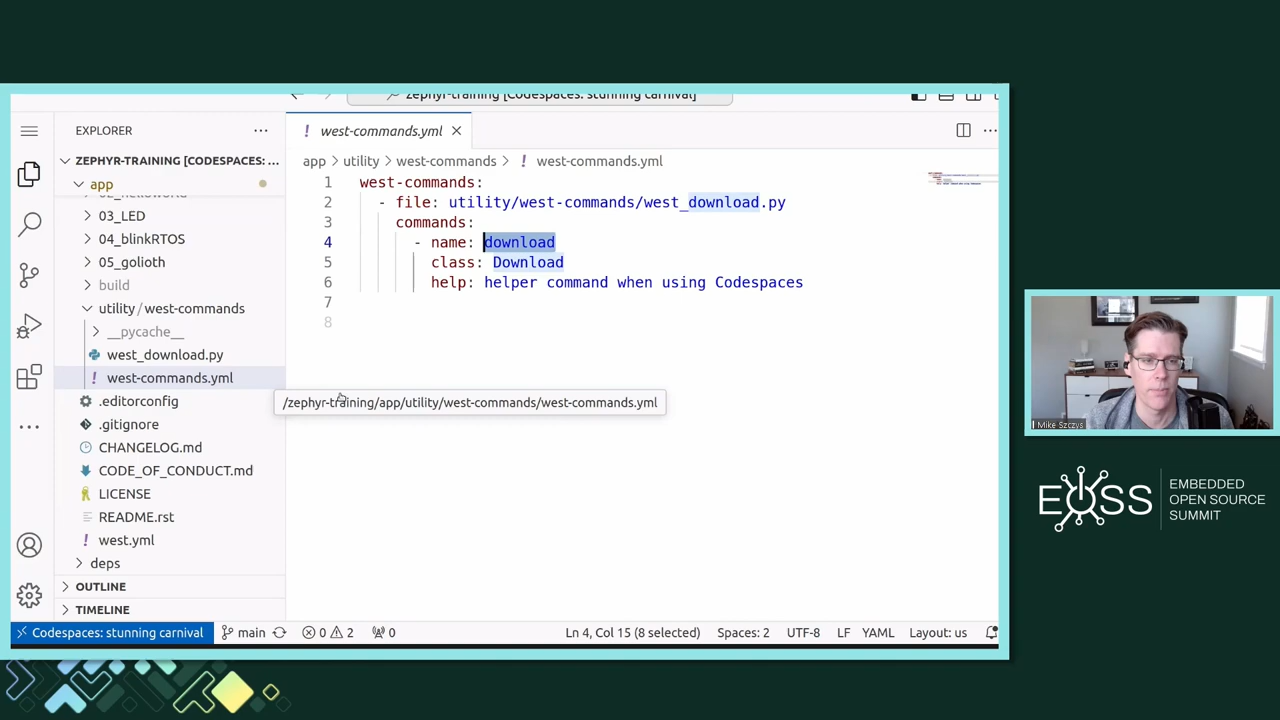 zephyr-training [Codespaces: stunning carnival]
EXPLORER
ZEPHYR-TRAINING [CODESPACES: ...
app
02_helloworld
03_LED
04_blinkRTOS
05_golioth
build
utility/west-commands
__pycache__
west_download.py
west-commands.yml
.editorconfig
.gitignore
CHANGELOG.md
CODE_OF_CONDUCT.md
LICENSE
README.rst
west.yml
deps
OUTLINE
TIMELINE
! west-commands.yml
app > utility > west-commands > ! west-commands.yml
1 west-commands:
2 - file: utility/west-commands/west_download.py
3 commands:
4 - name: download
5 class: Download
6 help: helper command when using Codespaces
7
8
/zephyr-training/app/utility/west-commands/west-commands.yml
Codespaces: stunning carnival main 0 2 0 Ln 4, Col 15 (8 selected) Spaces: 2 UTF-8 LF YAML Layout: us
Mike Szczys
EOSS
EMBEDDED
OPEN SOURCE
SUMMIT